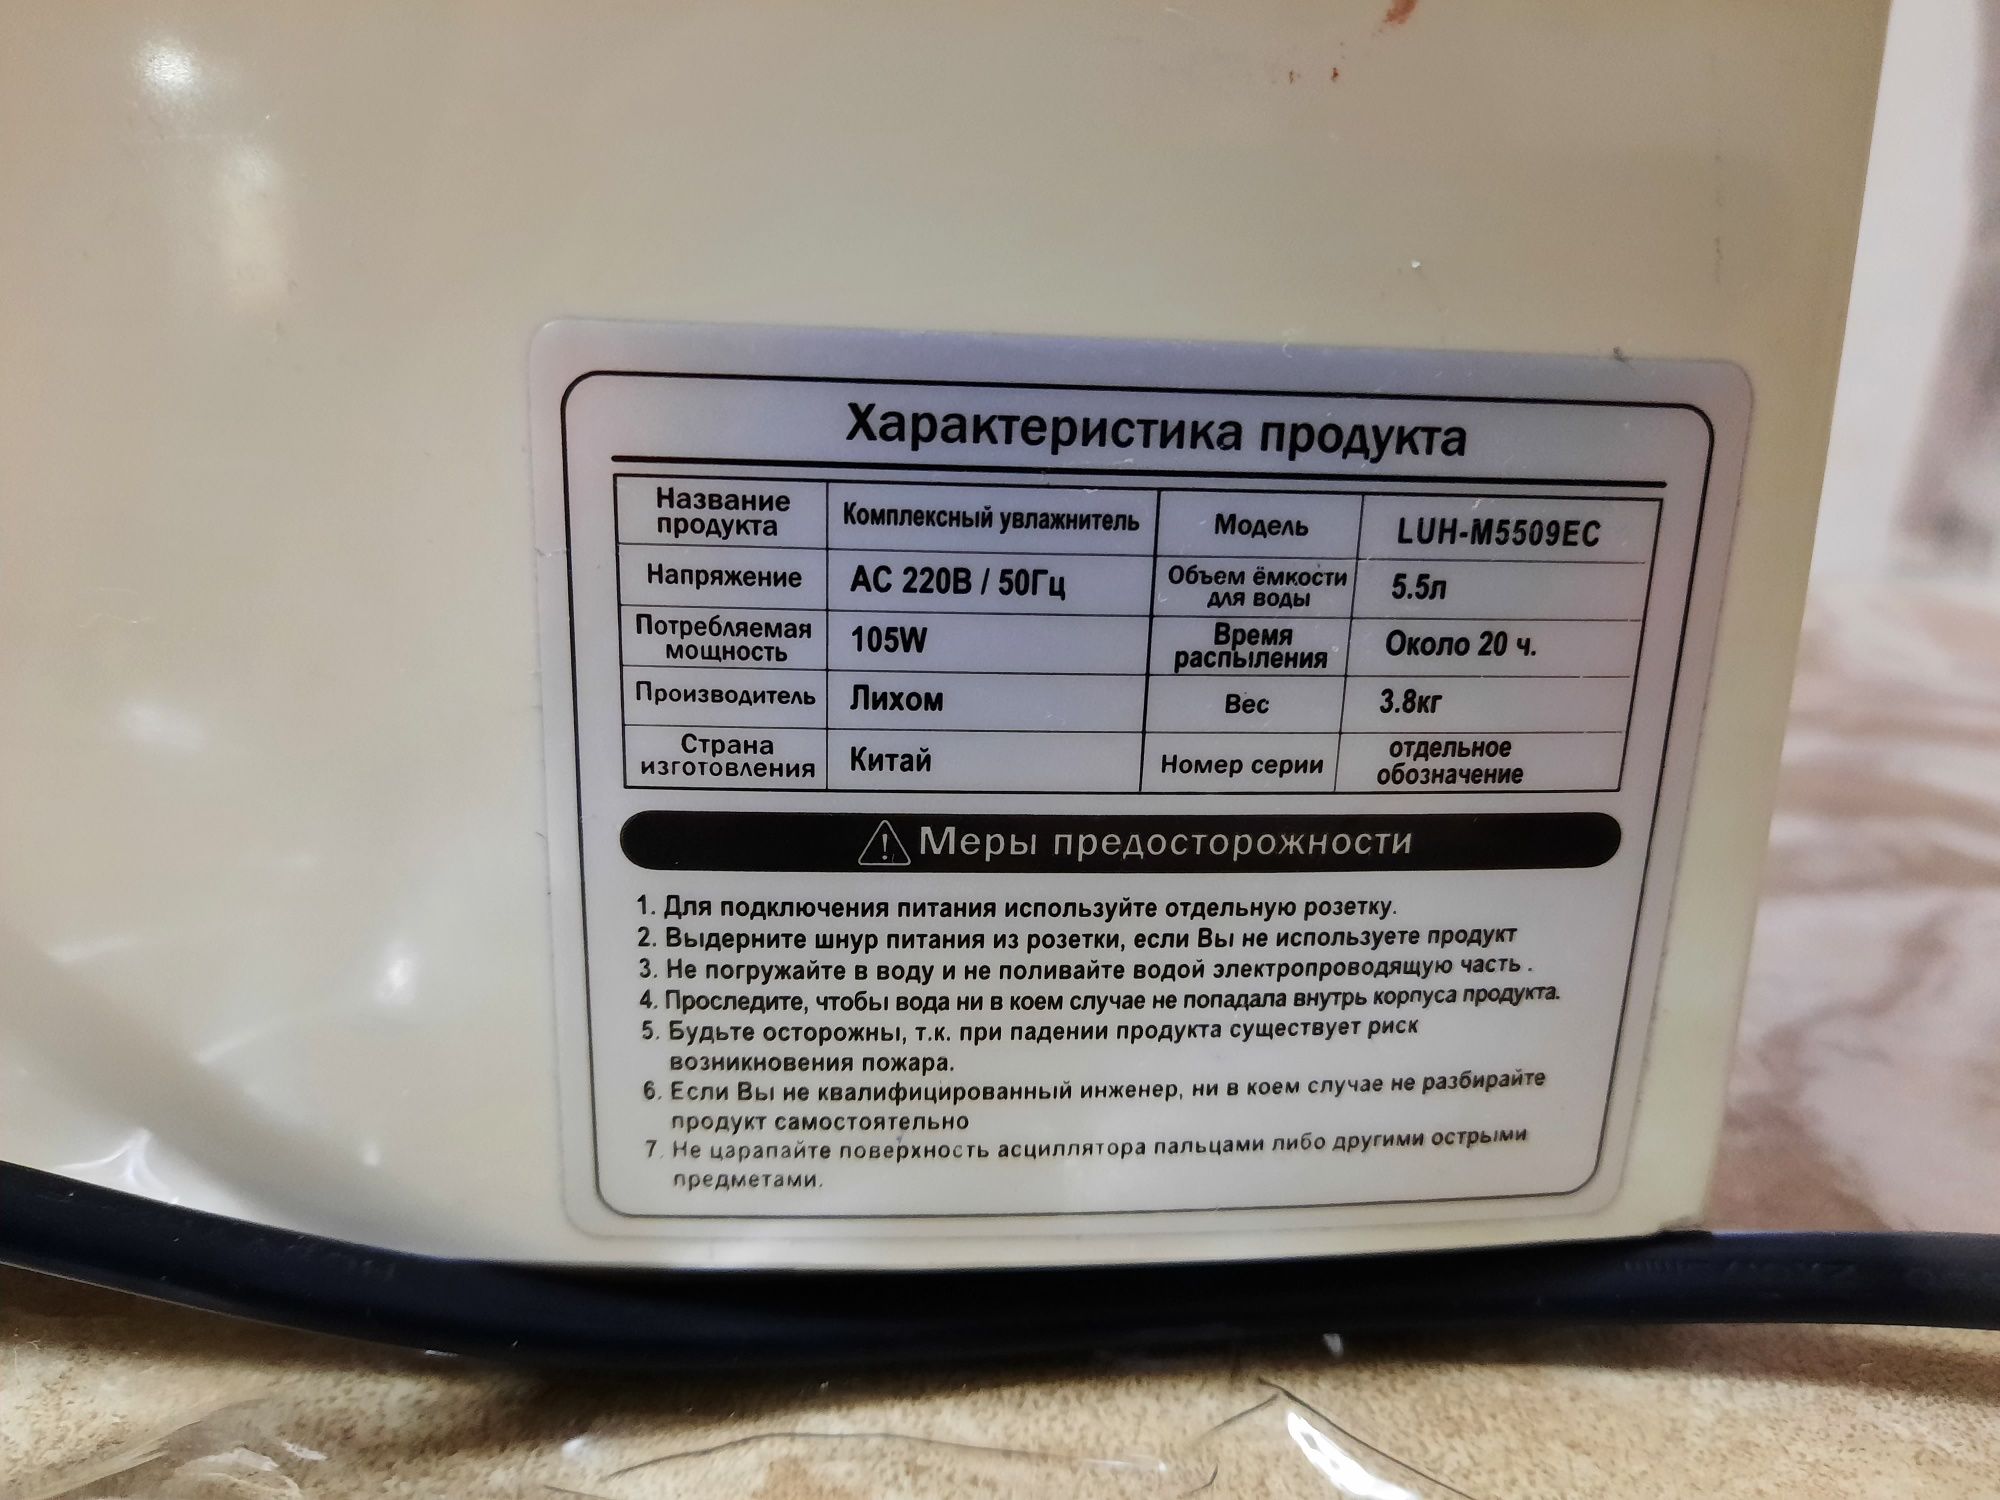 Характеристика продукта
Название продукта Комплексный увлажнитель Модель LUH-M5509EC
Напряжение AC 220В / 50Гц Объем ёмкости для воды 5.5л
Потребляемая мощность 105W Время распыления Около 20 ч.
Производитель Лихом Вес 3.8кг
Страна изготовления Китай Номер серии отдельное обозначение
Меры предосторожности
1. Для подключения питания используйте отдельную розетку.
2. Выдерните шнур питания из розетки, если Вы не используете продукт
3. Не погружайте в воду и не поливайте водой электропроводящую часть .
4. Проследите, чтобы вода ни в коем случае не попадала внутрь корпуса продукта.
5. Будьте осторожны, т.к. при падении продукта существует риск
возникновения пожара.
6. Если Вы не квалифицированный инженер, ни в коем случае не разбирайте
продукт самостоятельно
7. Не царапайте поверхность асциллятора пальцами либо другими острыми
предметами.